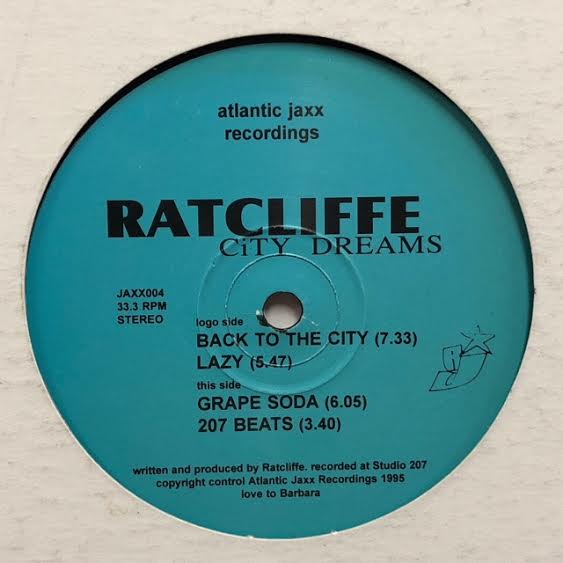 atlantic jaxx
recordings
RATCLIFFE
CiTY DREAMS
JAXX004
33.3 RPM
STEREO
logo side
BACK TO THE CITY (7.33)
LAZY (5.47)
this side
GRAPE SODA (6.05)
207 BEATS (3.40)
written and produced by Ratcliffe. recorded at Studio 207
copyright control Atlantic Jaxx Recordings 1995
love to Barbara